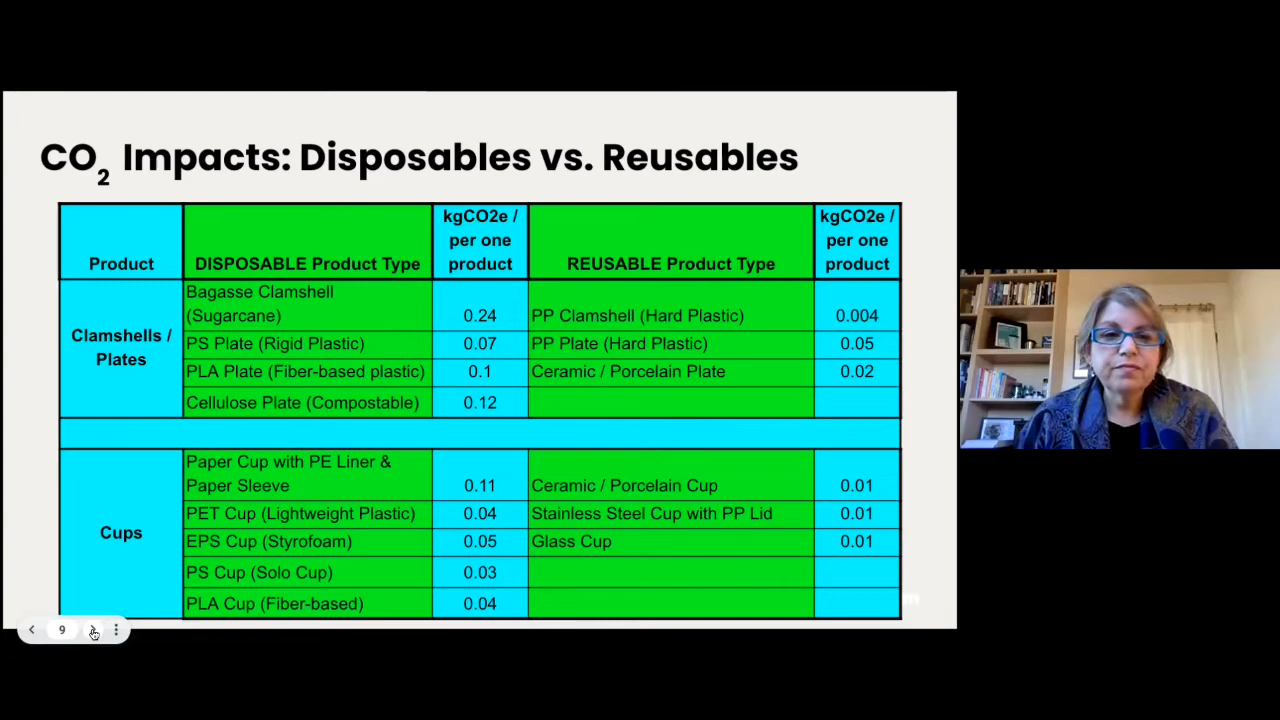 CO2 Impacts: Disposables vs. Reusables
Product
DISPOSABLE Product Type
kgCO2e /
per one
product
REUSABLE Product Type
kgCO2e /
per one
product
Clamshells /
Plates
Bagasse Clamshell
(Sugarcane)
0.24
PP Clamshell (Hard Plastic)
0.004
PS Plate (Rigid Plastic)
0.07
PP Plate (Hard Plastic)
0.05
PLA Plate (Fiber-based plastic)
0.1
Ceramic / Porcelain Plate
0.02
Cellulose Plate (Compostable)
0.12
Cups
Paper Cup with PE Liner &
Paper Sleeve
0.11
Ceramic / Porcelain Cup
0.01
PET Cup (Lightweight Plastic)
0.04
Stainless Steel Cup with PP Lid
0.01
EPS Cup (Styrofoam)
0.05
Glass Cup
0.01
PS Cup (Solo Cup)
0.03
PLA Cup (Fiber-based)
0.04
9